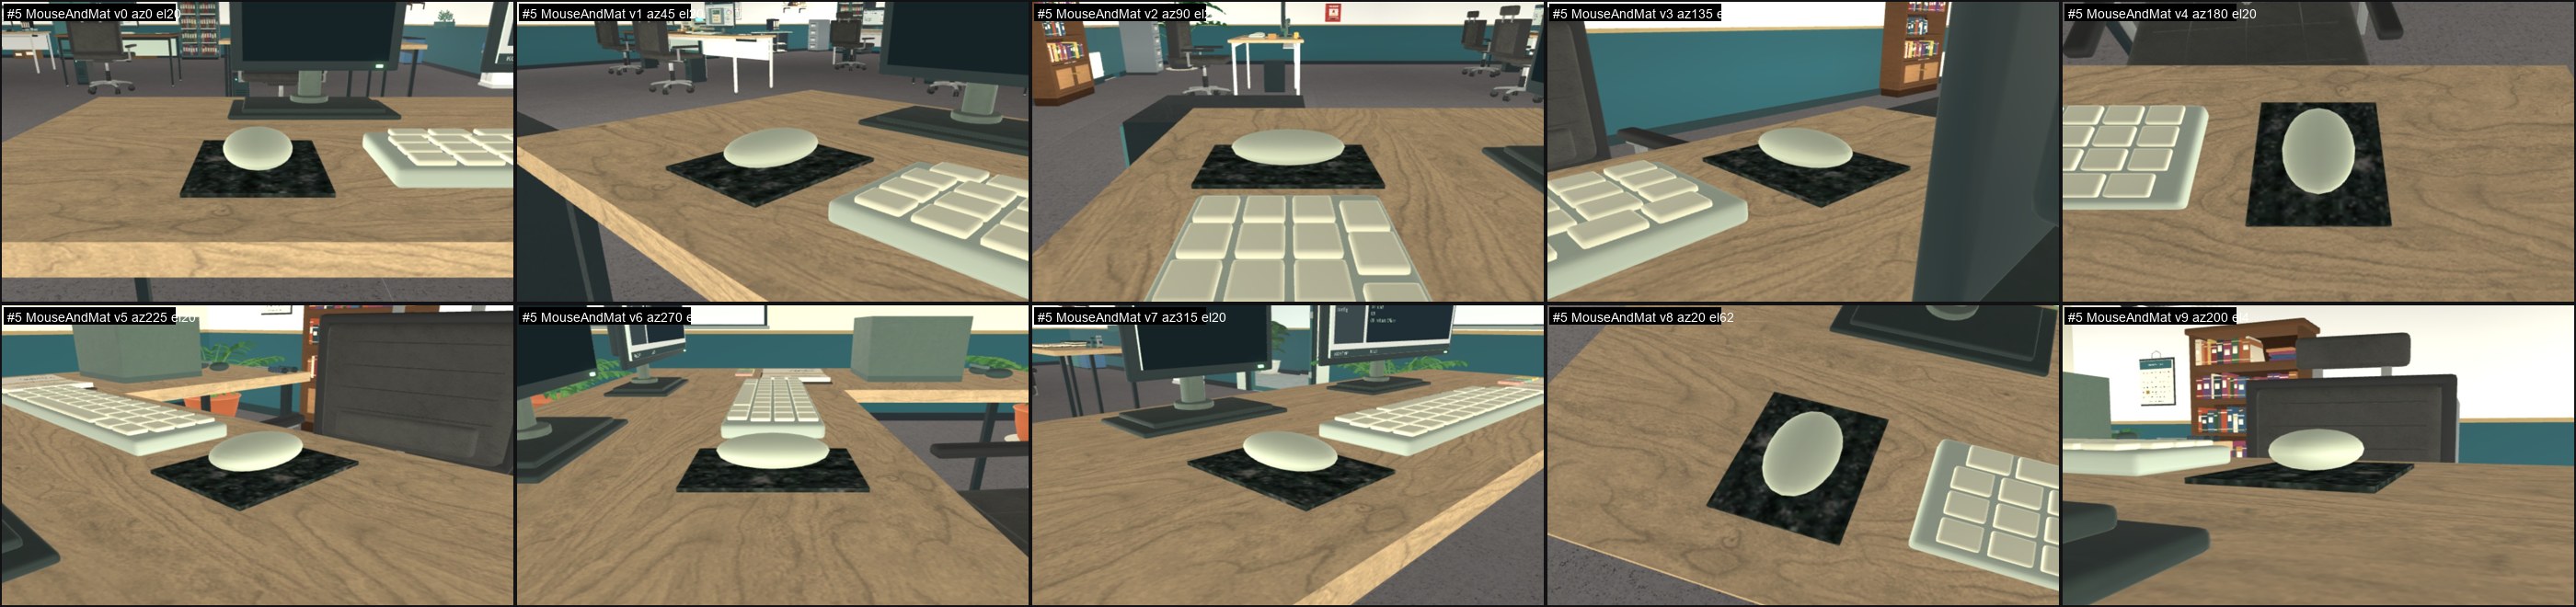 #5 MouseAndMat v0 az0 el20
#5 MouseAndMat v1 az45
#5 MouseAndMat v2 az90
#5 MouseAndMat v3 az135
#5 MouseAndMat v4 az180 el20
#5 MouseAndMat v5 az225 el20
#5 MouseAndMat v6 az270
#5 MouseAndMat v7 az315 el20
#5 MouseAndMat v8 az20 el62
#5 MouseAndMat v9 az200